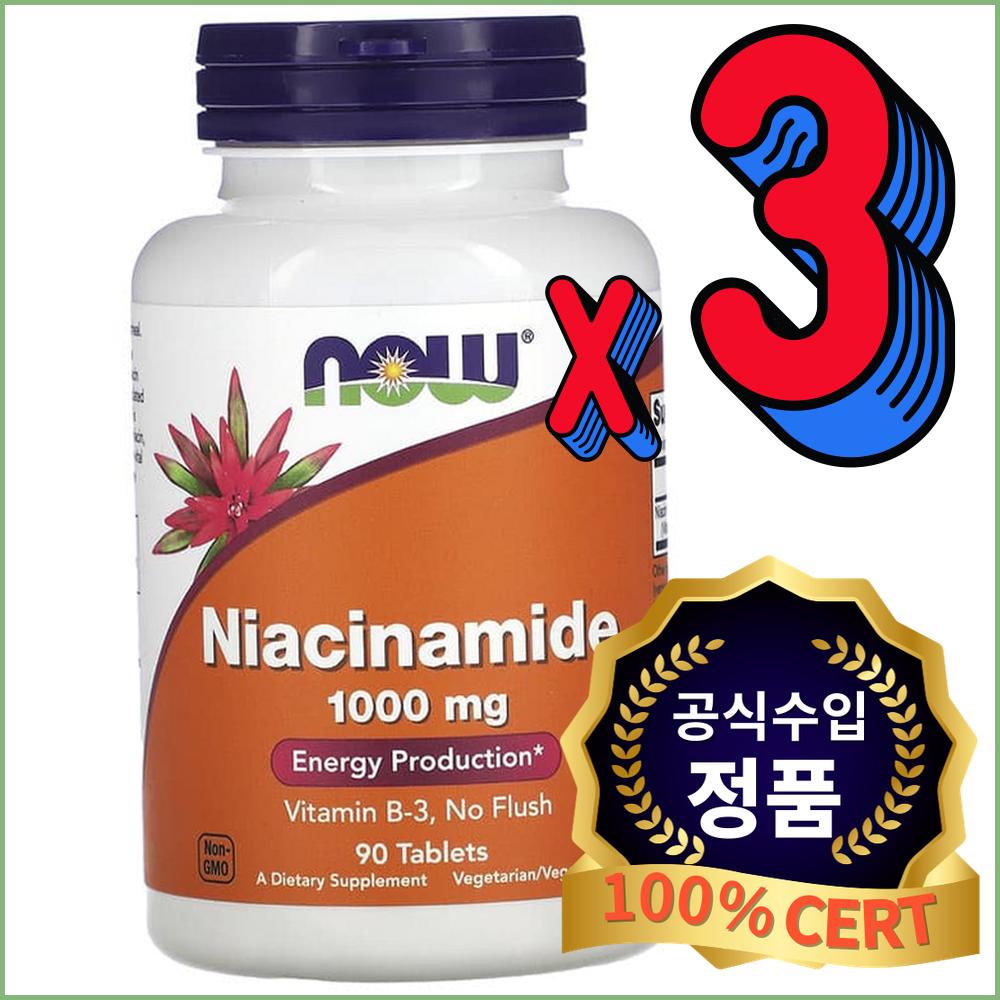 now®
x3
Niacinamide
1000 mg
Energy Production*
Vitamin B-3, No Flush
90 Tablets
Non-
GMO
A Dietary Supplement
공식수입
정품
100% CERT